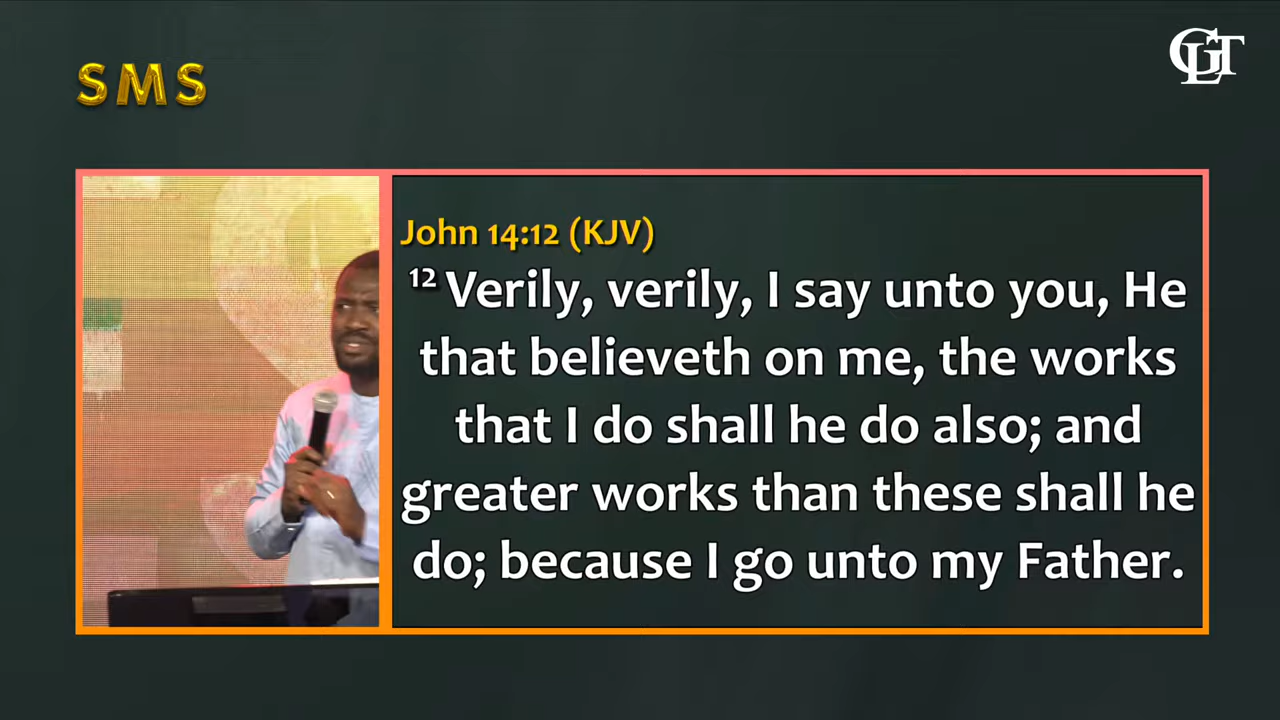 SMS
GLT
John 14:12 (KJV)
12 Verily, verily, I say unto you, He
that believeth on me, the works
that I do shall he do also; and
greater works than these shall he
do; because I go unto my Father.